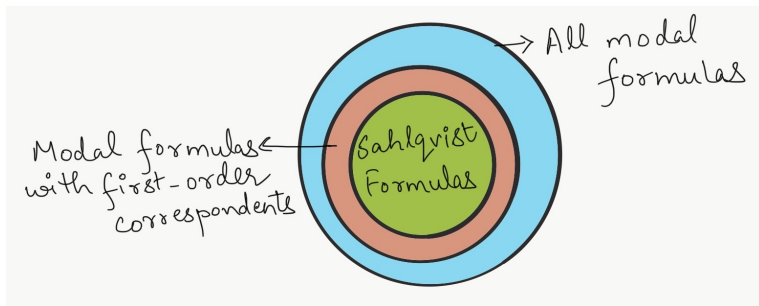 All modal
formulas
Modal formulas
with first-order
correspondents
Sahlqvist
Formulas